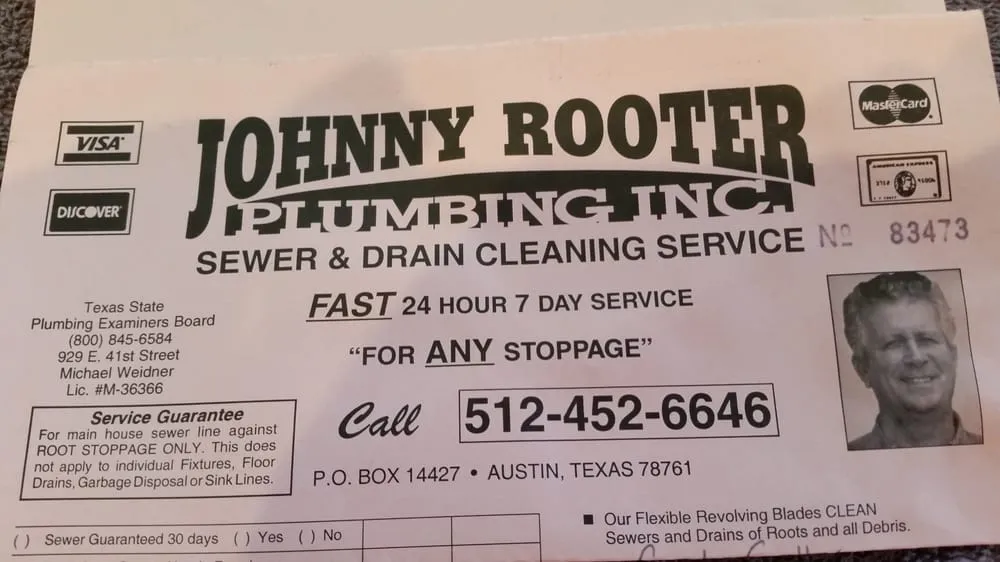 VISA
DISCOVER
JOHNNY ROOTER
PLUMBING INC.
SEWER & DRAIN CLEANING SERVICE
MasterCard
AMERICAN EXPRESS
Nº 83473
Texas State
Plumbing Examiners Board
(800) 845-6584
929 E. 41st Street
Michael Weidner
Lic. #M-36366
FAST 24 HOUR 7 DAY SERVICE
"FOR ANY STOPPAGE"
Call 512-452-6646
P.O. BOX 14427 • AUSTIN, TEXAS 78761
Service Guarantee
For main house sewer line against
ROOT STOPPAGE ONLY. This does
not apply to individual Fixtures, Floor
Drains, Garbage Disposal or Sink Lines.
( ) Sewer Guaranteed 30 days ( ) Yes ( ) No
■ Our Flexible Revolving Blades CLEAN
Sewers and Drains of Roots and all Debris.